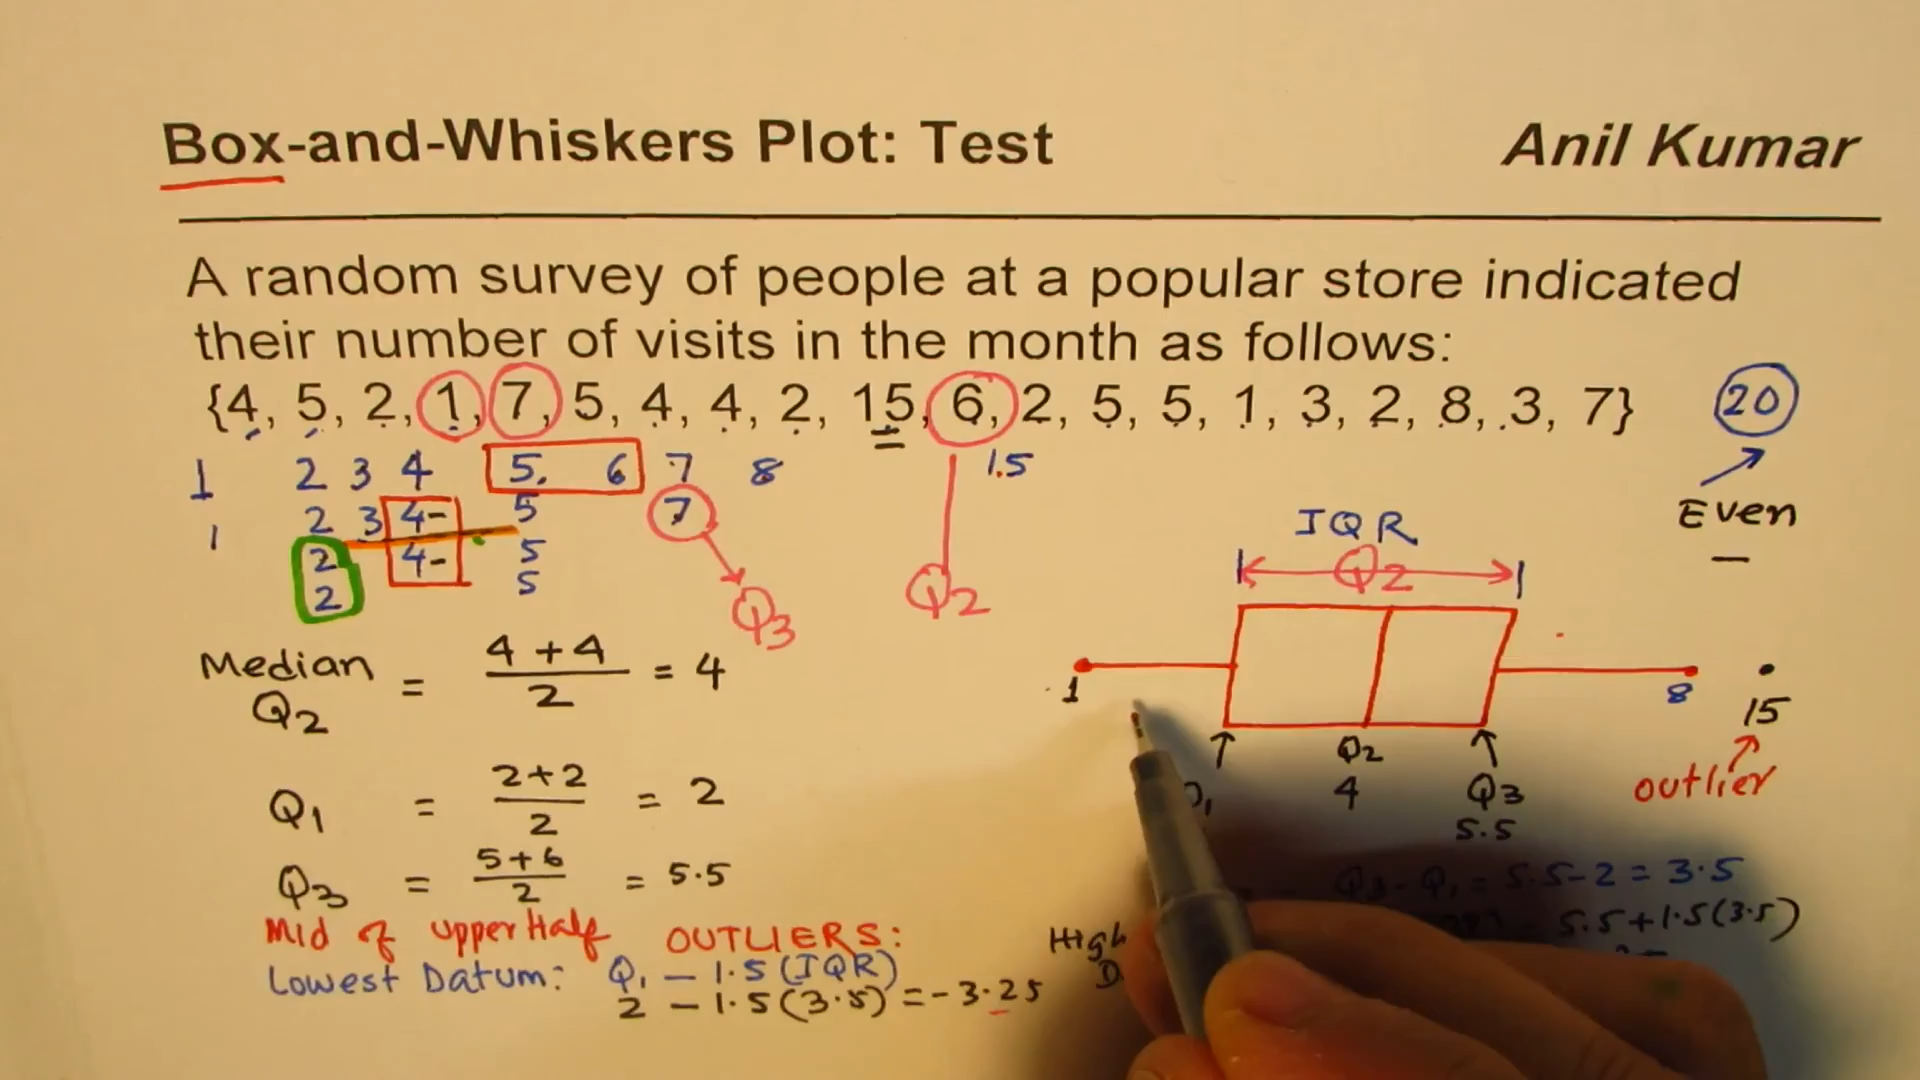 Box-and-Whiskers Plot: Test
Anil Kumar
A random survey of people at a popular store indicated
their number of visits in the month as follows:
{4, 5, 2, 1, 7, 5, 4, 4, 2, 15, 6, 2, 5, 5, 1, 3, 2, 8, 3, 7}
20
Even
1 2 3 4 5. 6 7 8 1.5
1 2 3 4- 5 7
2 4- 5
2 5
Q3
Q2
IQR
Q2
1
8
15
outlier
Q2
4
Q3
5.5
Median
Q2 = 4 + 4 / 2 = 4
Q1 = 2+2 / 2 = 2
Q3 = 5+6 / 2 = 5.5
Mid of upper Half
OUTLIERS:
Lowest Datum: Q1 - 1.5 (IQR)
2 - 1.5 (3.5) = -3.25
High
Q3-Q1 = 5.5-2 = 3.5
5.5+1.5(3.5)